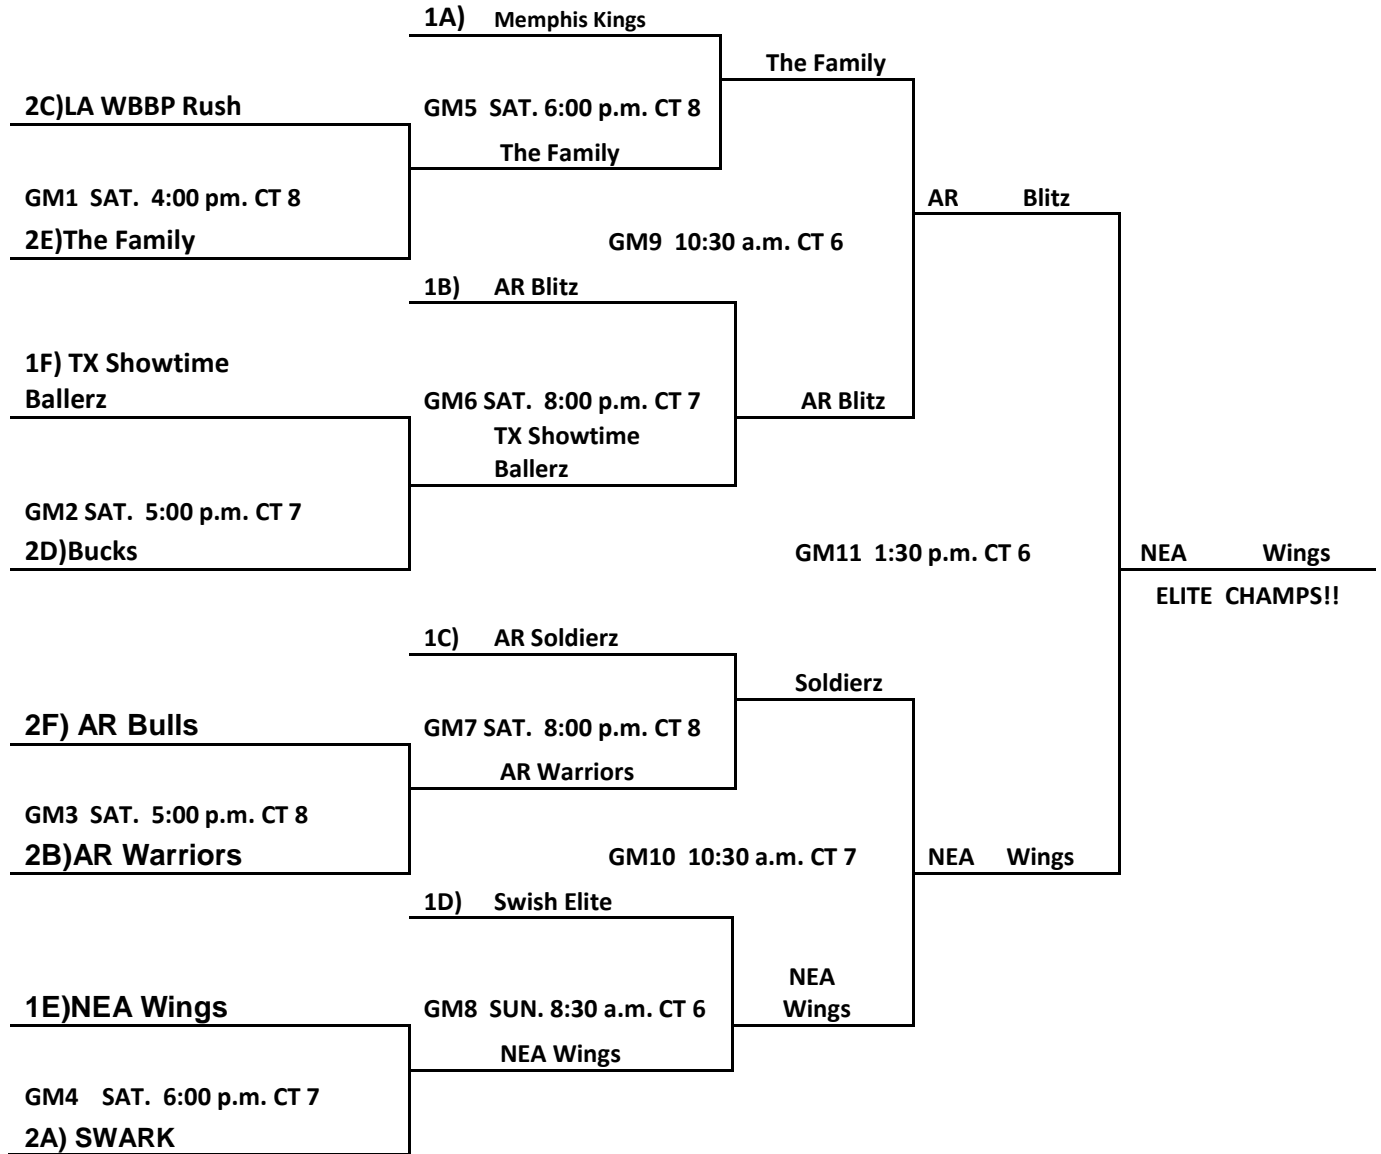 1A) Memphis Kings
The Family
2C)LA WBBP Rush
GM5 SAT. 6:00 p.m. CT 8
The Family
GM1 SAT. 4:00 pm. CT 8
AR Blitz
2E)The Family
GM9 10:30 a.m. CT 6
1B) AR Blitz
1F) TX Showtime
Ballerz
GM6 SAT. 8:00 p.m. CT 7
AR Blitz
TX Showtime
Ballerz
GM2 SAT. 5:00 p.m. CT 7
2D)Bucks
GM11 1:30 p.m. CT 6
NEA Wings
ELITE CHAMPS!!
1C) AR Soldierz
Soldierz
2F) AR Bulls
GM7 SAT. 8:00 p.m. CT 8
AR Warriors
GM3 SAT. 5:00 p.m. CT 8
2B)AR Warriors
GM10 10:30 a.m. CT 7
NEA Wings
1D) Swish Elite
NEA
Wings
1E)NEA Wings
GM8 SUN. 8:30 a.m. CT 6
NEA Wings
GM4 SAT. 6:00 p.m. CT 7
2A) SWARK